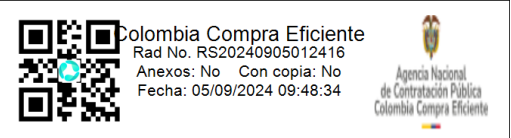 Colombia Compra Eficiente
Rad No. RS20240905012416
Anexos: No Con copia: No
Fecha: 05/09/2024 09:48:34
Agencia Nacional
de Contratación Pública
Colombia Compra Eficiente